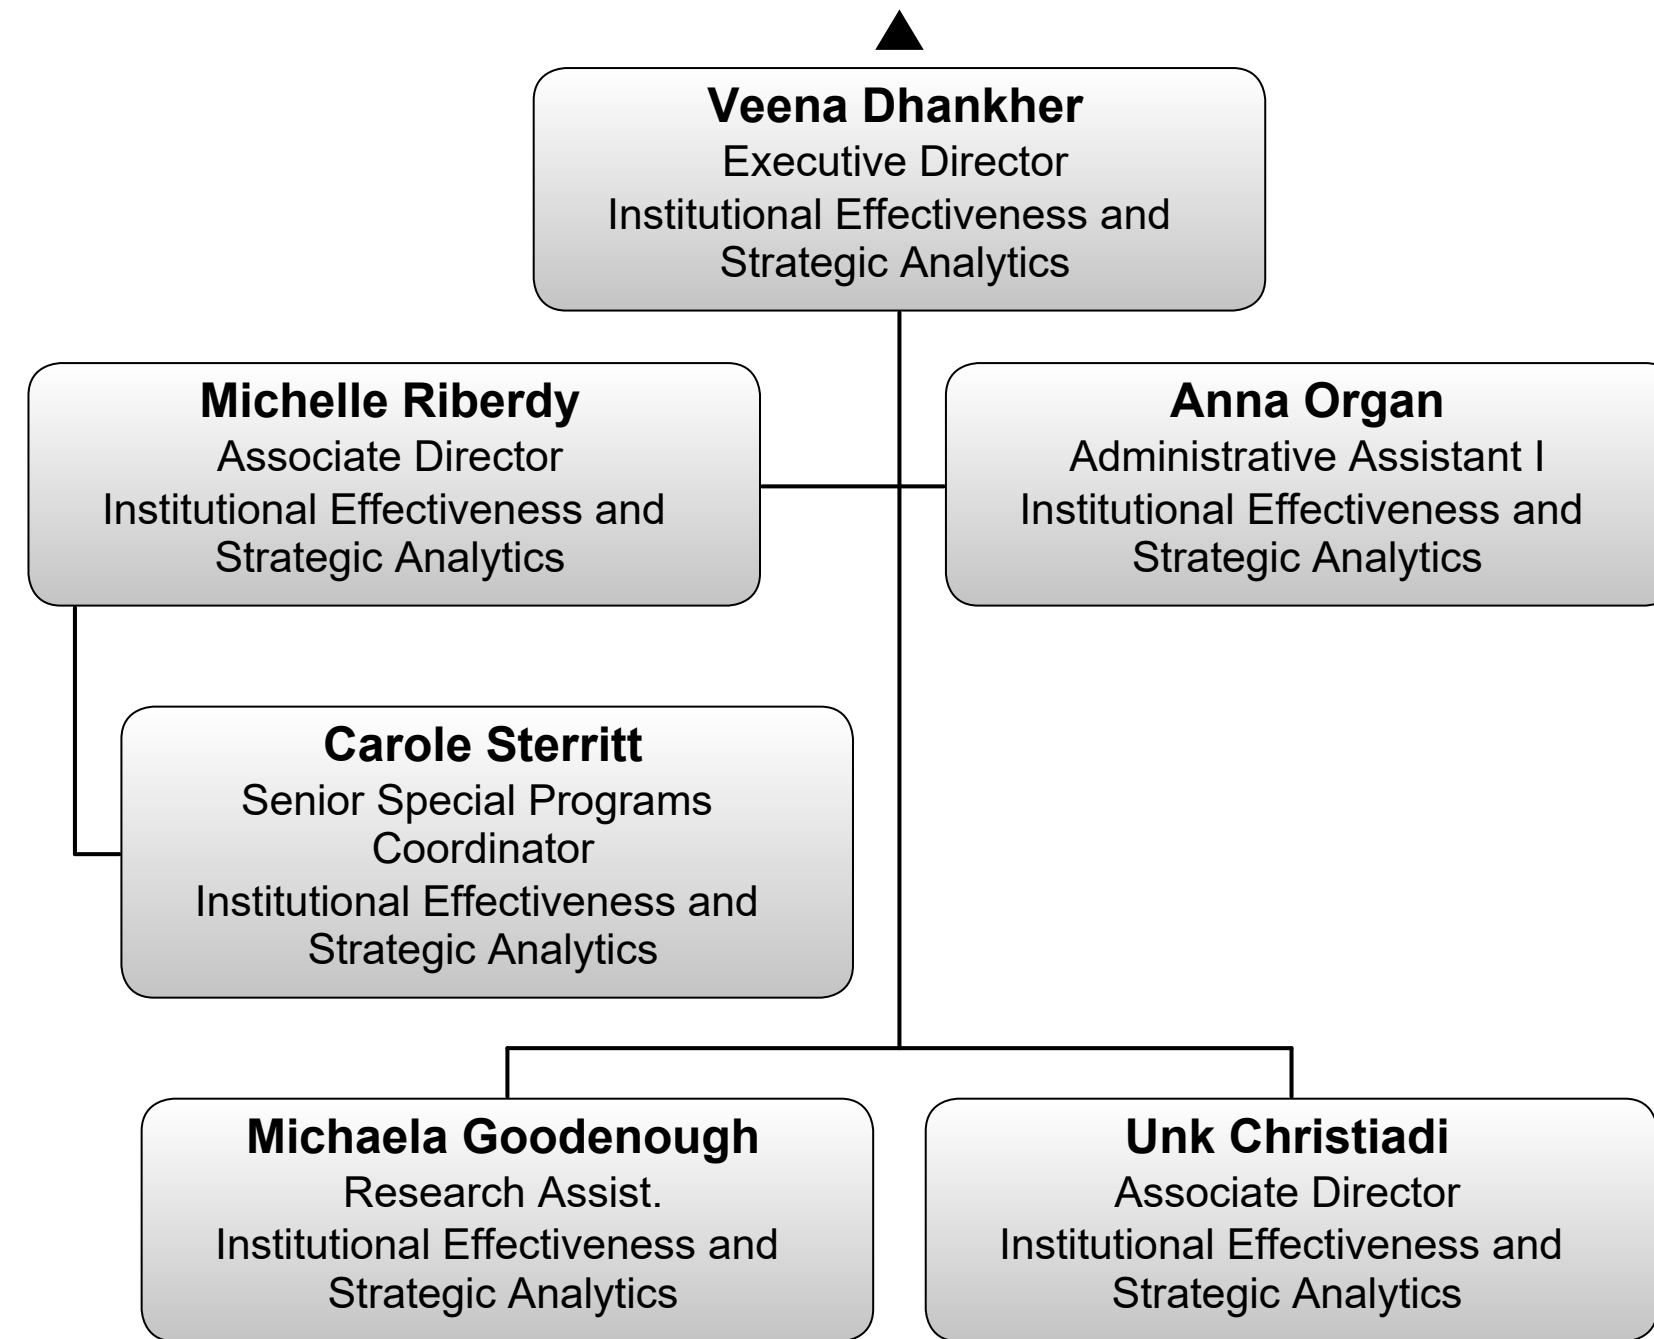 Veena Dhankher
Executive Director
Institutional Effectiveness and
Strategic Analytics
Michelle Riberdy
Associate Director
Institutional Effectiveness and
Strategic Analytics
Anna Organ
Administrative Assistant I
Institutional Effectiveness and
Strategic Analytics
Carole Sterritt
Senior Special Programs
Coordinator
Institutional Effectiveness and
Strategic Analytics
Michaela Goodenough
Research Assist.
Institutional Effectiveness and
Strategic Analytics
Unk Christiadi
Associate Director
Institutional Effectiveness and
Strategic Analytics